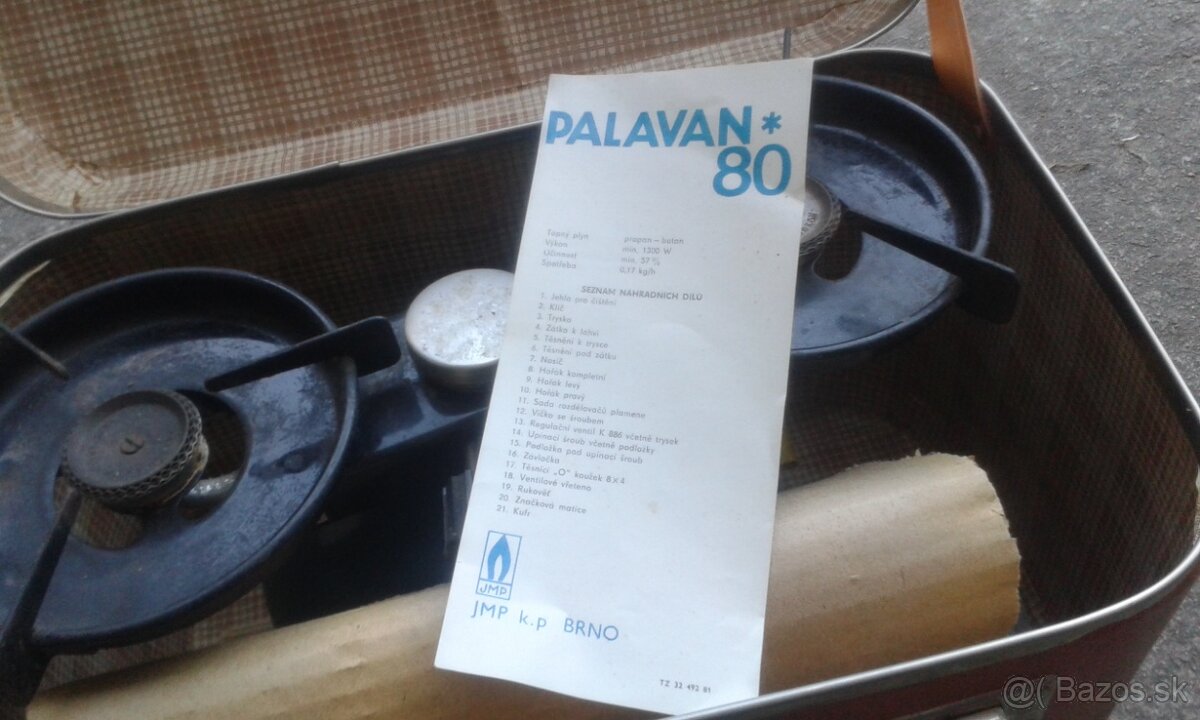 PALAVAN*
80
Topný plyn propan – butan
Výkon min. 1300 W
Účinnost min. 57 %
Spotřeba 0,17 kg/h
SEZNAM NÁHRADNÍCH DÍLŮ
1. Jehla pro čištění
2. Klíč
3. Tryska
4. Zátka k lahvi
5. Těsnění k trysce
6. Těsnění pod zátku
7. Nosič
8. Hořák kompletní
9. Hořák levý
10. Hořák pravý
11. Sada rozdělovačů plamene
12. Víčko se šroubem
13. Regulační ventil K 886 včetně trysek
14. Upínací šroub včetně podložky
15. Podložka pod upínací šroub
16. Závlačka
17. Těsnicí „O" koužek 8×4
18. Ventilové vřeteno
19. Rukověť
20. Značková matice
21. Kufr
JMP
JMP k.p BRNO
TZ 32 492 81
@( Bazos.sk